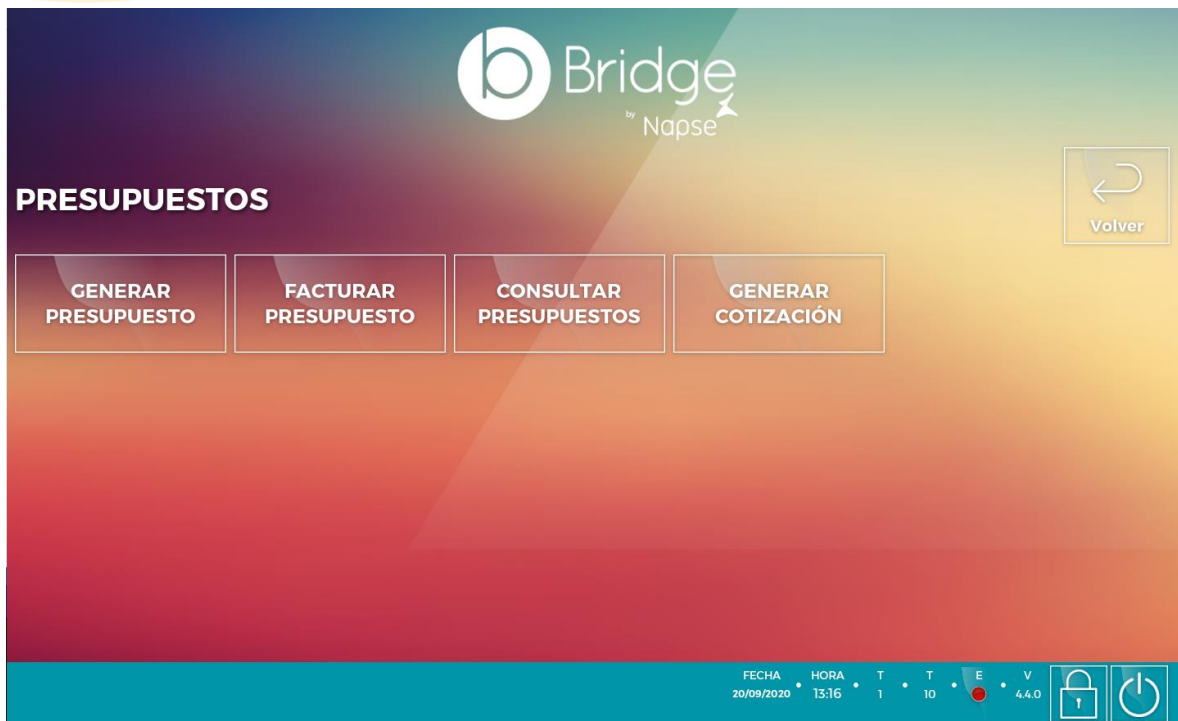 b Bridge
by Napse
PRESUPUESTOS
Volver
GENERAR
PRESUPUESTO
FACTURAR
PRESUPUESTO
CONSULTAR
PRESUPUESTOS
GENERAR
COTIZACIÓN
FECHA • HORA • T • T • E • V
20/09/2020 13:16 1 10 4.4.0